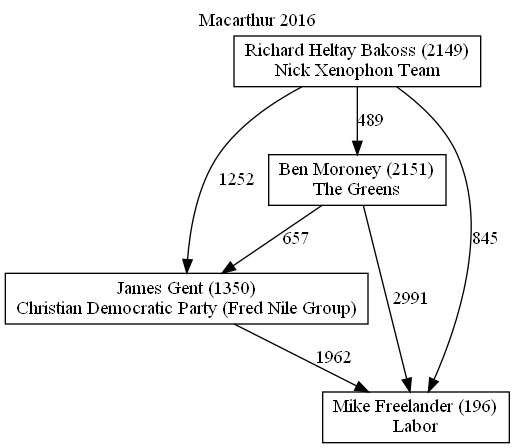 Macarthur 2016
Richard Heltay Bakoss (2149)
Nick Xenophon Team
489
Ben Moroney (2151)
The Greens
1252
657
845
James Gent (1350)
Christian Democratic Party (Fred Nile Group)
2991
1962
Mike Freelander (196)
Labor